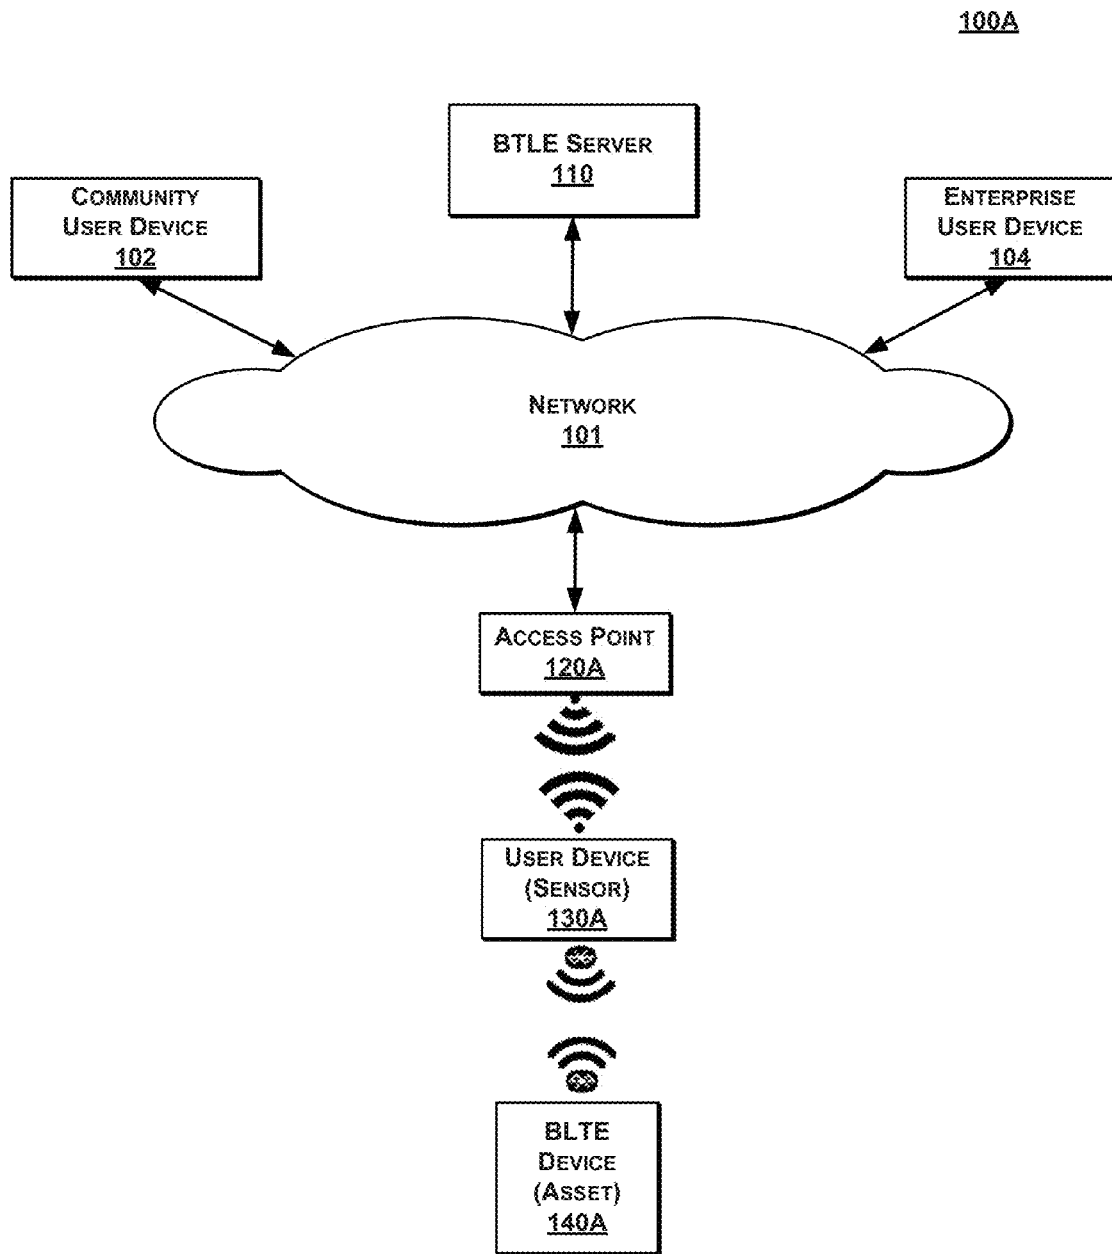 100A
BTLE SERVER
110
COMMUNITY
USER DEVICE
102
ENTERPRISE
USER DEVICE
104
NETWORK
101
ACCESS POINT
120A
USER DEVICE
(SENSOR)
130A
BLTE
DEVICE
(ASSET)
140A